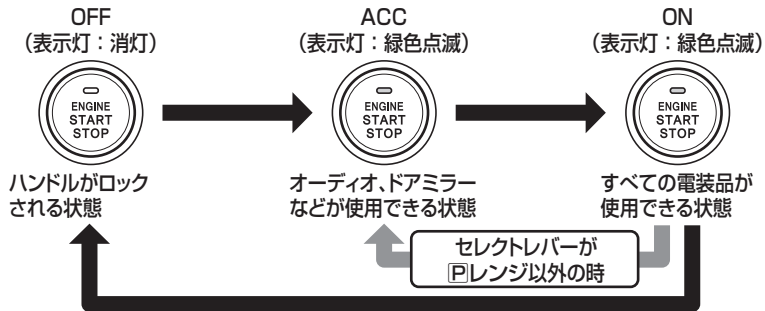 OFF
(表示灯:消灯)
ENGINE
START
STOP
ハンドルがロック
される状態
ACC
(表示灯:緑色点滅)
ENGINE
START
STOP
オーディオ、ドアミラー
などが使用できる状態
ON
(表示灯:緑色点滅)
ENGINE
START
STOP
すべての電装品が
使用できる状態
セレクトレバーが
Pレンジ以外の時